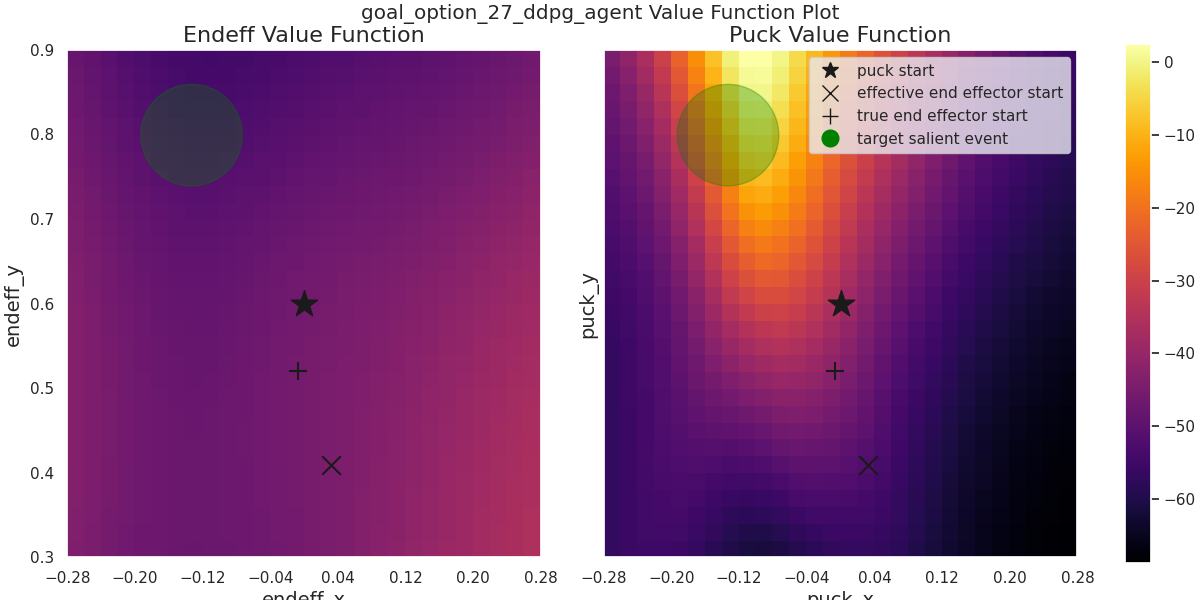 goal_option_27_ddpg_agent Value Function Plot
Endeff Value Function
Puck Value Function
0.9
0.8
0.7
0.6
0.5
0.4
0.3
endeff_y
−0.28 −0.20 −0.12 −0.04 0.04 0.12 0.20 0.28
endeff_x
puck_y
−0.28 −0.20 −0.12 −0.04 0.04 0.12 0.20 0.28
puck_x
puck start
effective end effector start
true end effector start
target salient event
0
−10
−20
−30
−40
−50
−60